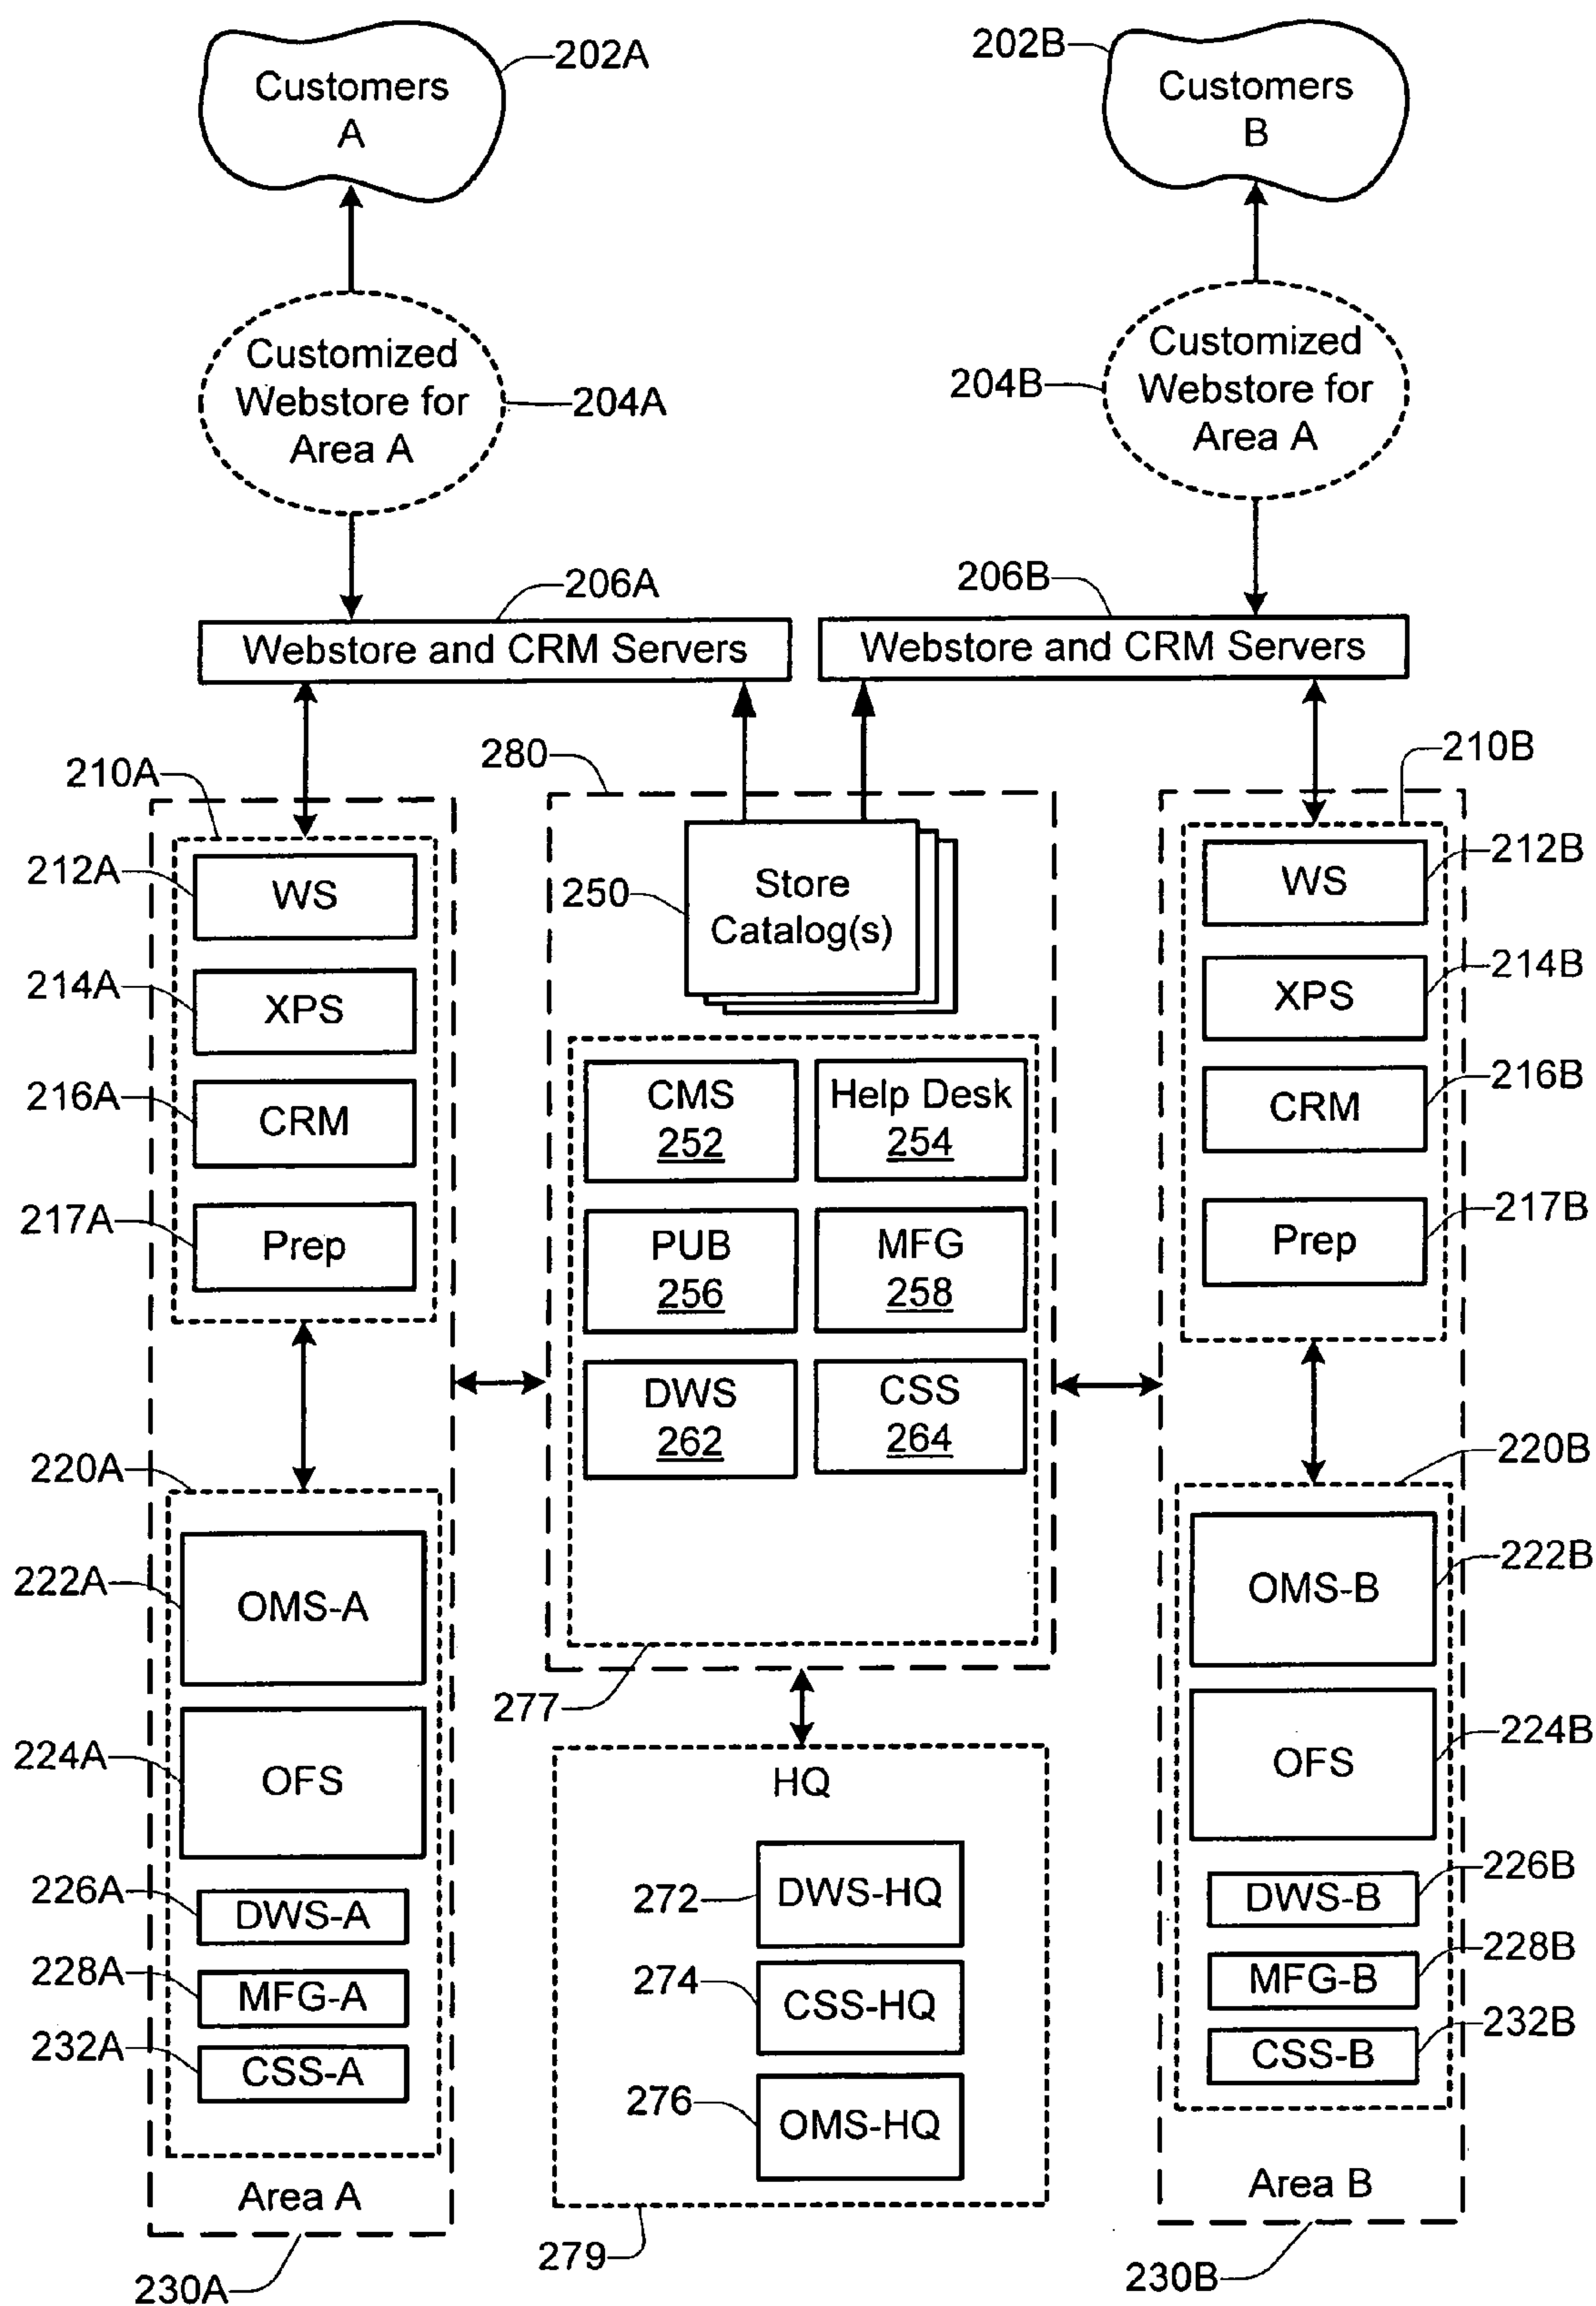 202A
Customers
A
202B
Customers
B
Customized
Webstore for
Area A
204A
204B
Customized
Webstore for
Area A
206A
206B
Webstore and CRM Servers
Webstore and CRM Servers
210A
280
210B
212A
WS
214A
XPS
216A
CRM
217A
Prep
250
Store
Catalog(s)
CMS
252
Help Desk
254
PUB
256
MFG
258
DWS
262
CSS
264
277
WS
212B
XPS
214B
CRM
216B
Prep
217B
220A
222A
OMS-A
224A
OFS
226A
DWS-A
228A
MFG-A
232A
CSS-A
Area A
230A
HQ
272
DWS-HQ
274
CSS-HQ
276
OMS-HQ
279
220B
OMS-B
222B
OFS
224B
DWS-B
226B
MFG-B
228B
CSS-B
232B
Area B
230B